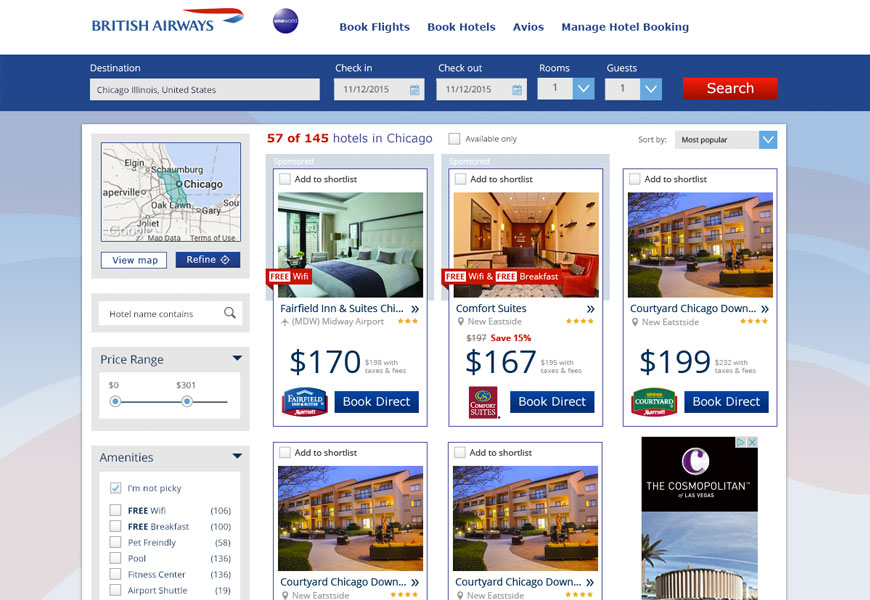 BRITISH AIRWAYS
oneworld
Book Flights
Book Hotels
Avios
Manage Hotel Booking
Destination
Check in
Check out
Rooms
Guests
Chicago Illinois, United States
11/12/2015
11/12/2015
1
1
Search
57 of 145 hotels in Chicago
Available only
Sort by:
Most popular
Elgin
Schaumburg
Chicago
aperville
Oak Lawn
Gary
Sou
Joliet
Google
Map Data
Terms of Use
View map
Refine
Hotel name contains
Price Range
$0
$301
Amenities
I'm not picky
FREE Wifi (106)
FREE Breakfast (100)
Pet Freindly (58)
Pool (136)
Fitness Center (136)
Airport Shuttle (19)
Sponsored
Add to shortlist
FREE Wifi
Fairfield Inn & Suites Chi... »
(MDW) Midway Airport
$170
$198 with
taxes & fees
FAIRFIELD
INN & SUITES
Marriott
Book Direct
Sponsored
Add to shortlist
FREE Wifi & FREE Breakfast
Comfort Suites »
New Eastside
$197 Save 15%
$167
$195 with
taxes & fees
COMFORT
SUITES
Book Direct
Add to shortlist
Courtyard Chicago Down... »
New Eatstside
$199
$232 with
taxes & fees
COURTYARD
Marriott
Book Direct
Add to shortlist
Courtyard Chicago Down... »
New Eatstside
Add to shortlist
Courtyard Chicago Down... »
New Eatstside
THE COSMOPOLITAN™
of LAS VEGAS